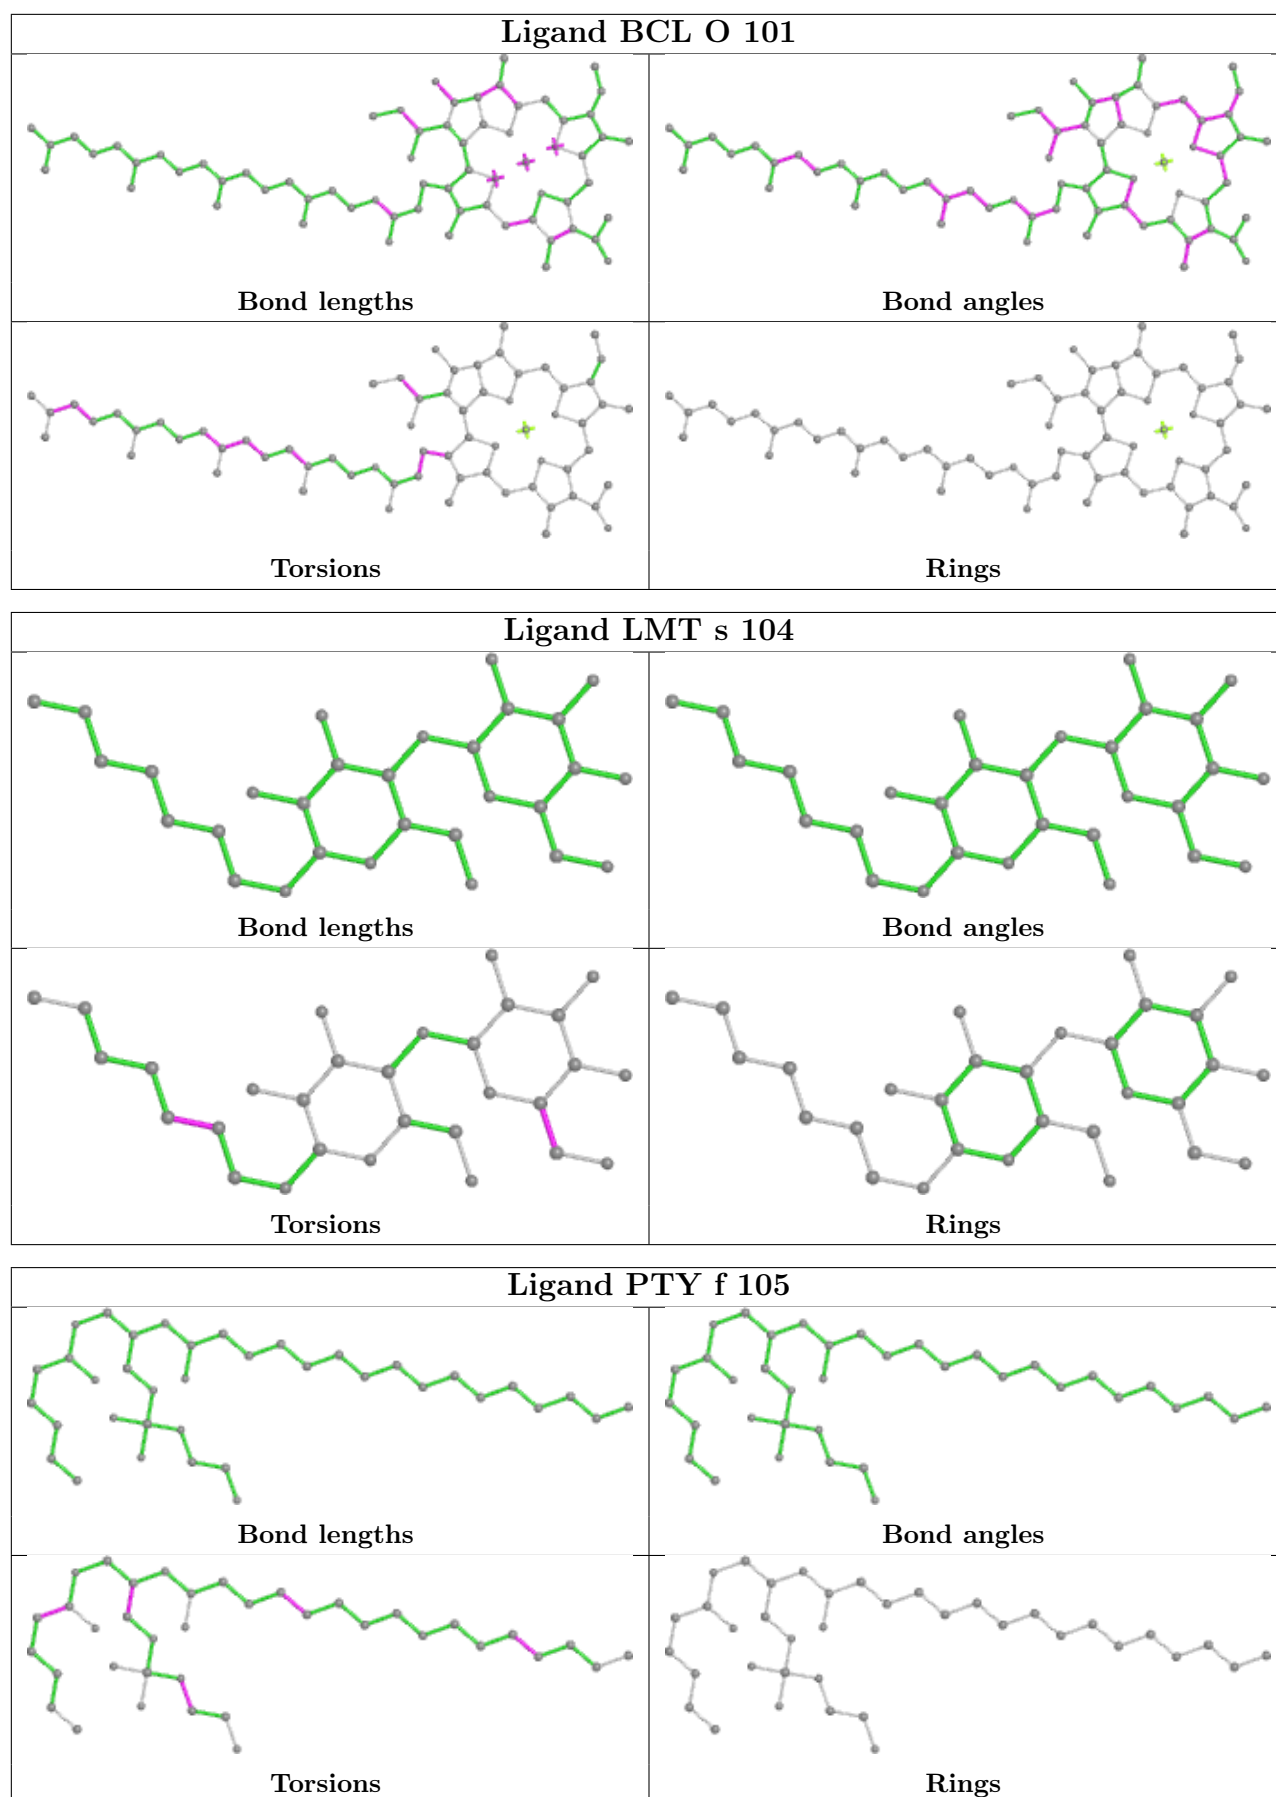 Ligand BCL O 101
Bond lengths
Bond angles
Torsions
Rings
Ligand LMT s 104
Bond lengths
Bond angles
Torsions
Rings
Ligand PTY f 105
Bond lengths
Bond angles
Torsions
Rings